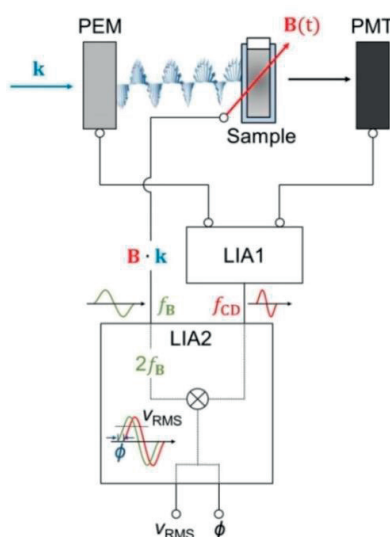 PEM
B(t)
PMT
k
Sample
B · k
LIA1
f_B
f_CD
LIA2
2f_B
v_RMS
ϕ
v_RMS
ϕ